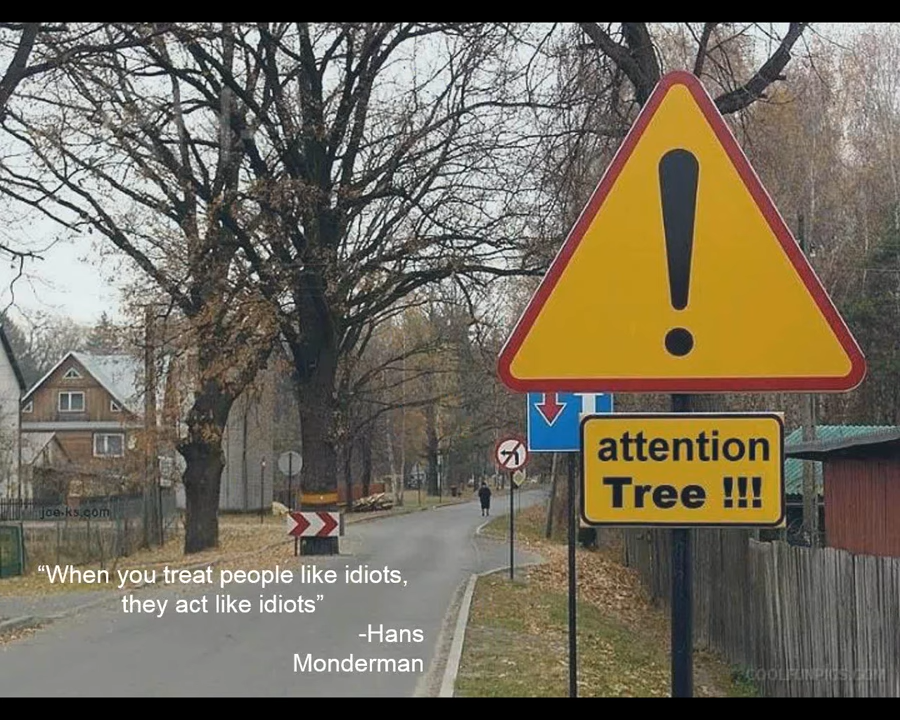 attention
Tree !!!
joe-ks.com
“When you treat people like idiots,
they act like idiots”
-Hans
Monderman
COOLFUNPICS.COM